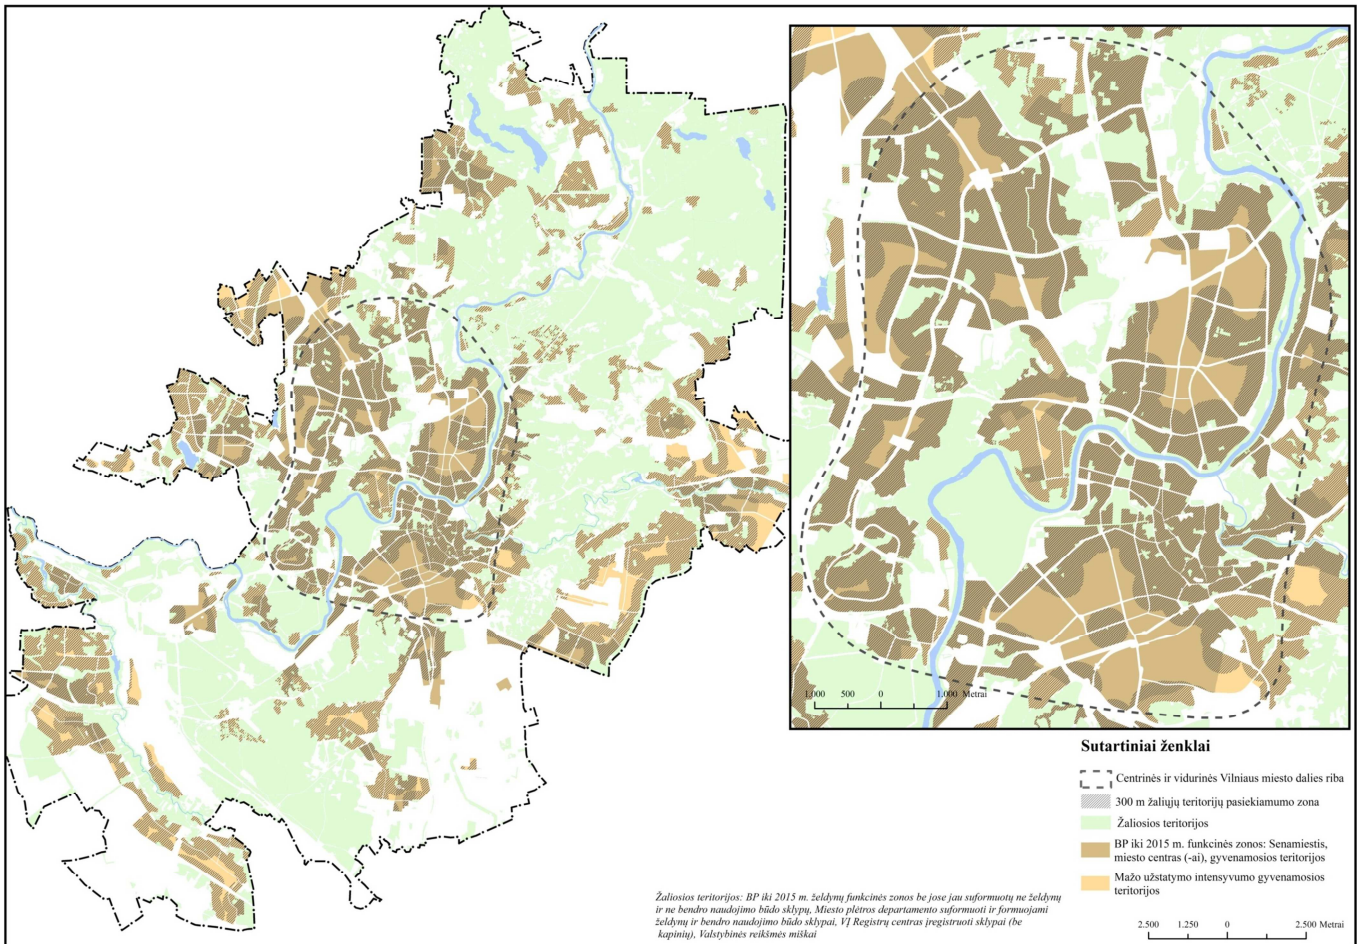 1.000 500 0 1.000 Metrai
Sutartiniai ženklai
Centrinės ir vidurinės Vilniaus miesto dalies riba
300 m žaliųjų teritorijų pasiekiamumo zona
Žaliosios teritorijos
BP iki 2015 m. funkcinės zonos: Senamiestis,
miesto centras (-ai), gyvenamosios teritorijos
Mažo užstatymo intensyvumo gyvenamosios
teritorijos
Žaliosios teritorijos: BP iki 2015 m. želdynų funkcinės zonos be jose jau suformuotų ne želdynų
ir ne bendro naudojimo būdo sklypų, Miesto plėtros departamento suformuoti ir formuojami
želdynų ir bendro naudojimo būdo sklypai, VĮ Registrų centras įregistruoti sklypai (be
kapinių), Valstybinės reikšmės miškai
2.500 1.250 0 2.500 Metrai